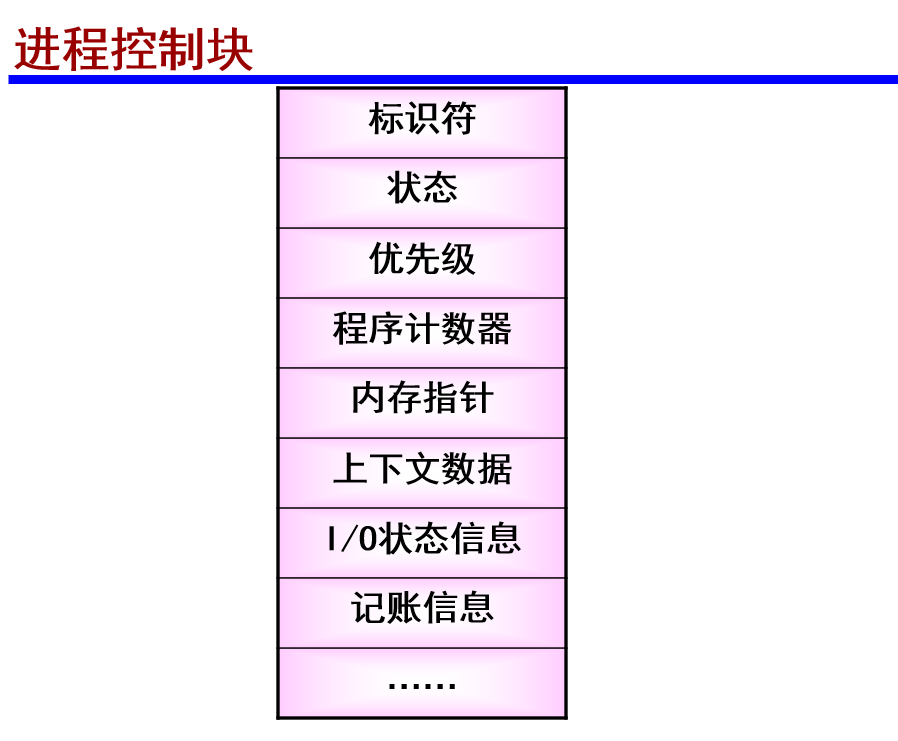 进程控制块
标识符
状态
优先级
程序计数器
内存指针
上下文数据
I/O状态信息
记账信息
……